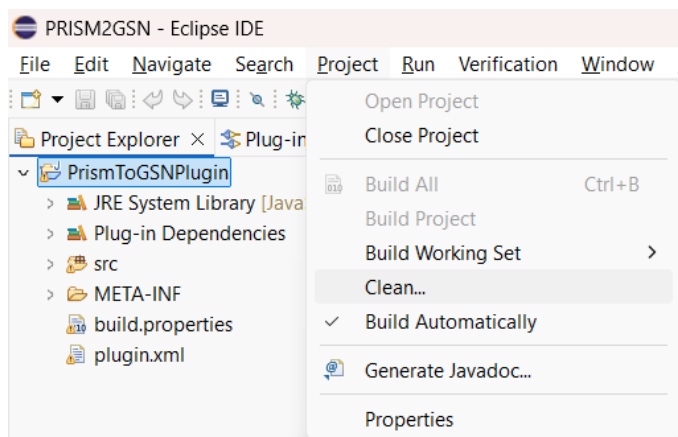 PRISM2GSN - Eclipse IDE
File Edit Navigate Search Project Run Verification Window
Project Explorer × Plug-in
PrismToGSNPlugin
JRE System Library [Java
Plug-in Dependencies
src
META-INF
build.properties
plugin.xml
Open Project
Close Project
Build All Ctrl+B
Build Project
Build Working Set
Clean...
Build Automatically
Generate Javadoc...
Properties